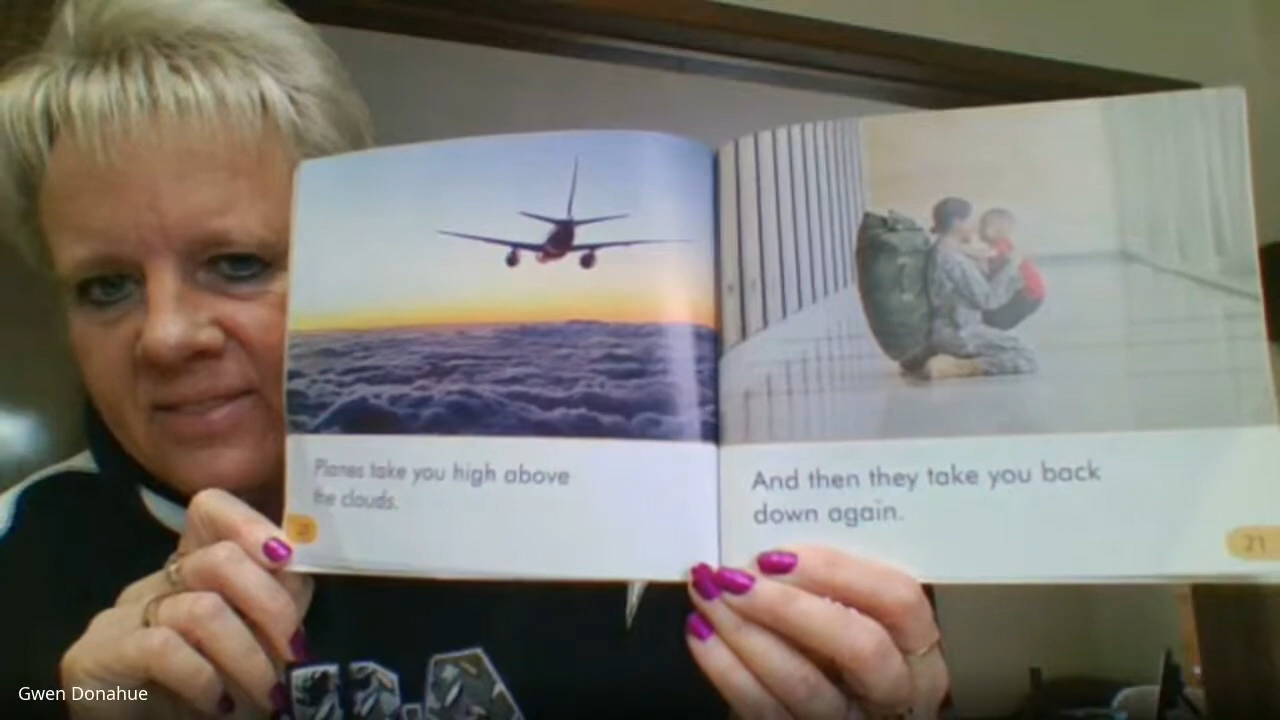 Planes take you high above
the clouds.
And then they take you back
down again.
21
Gwen Donahue